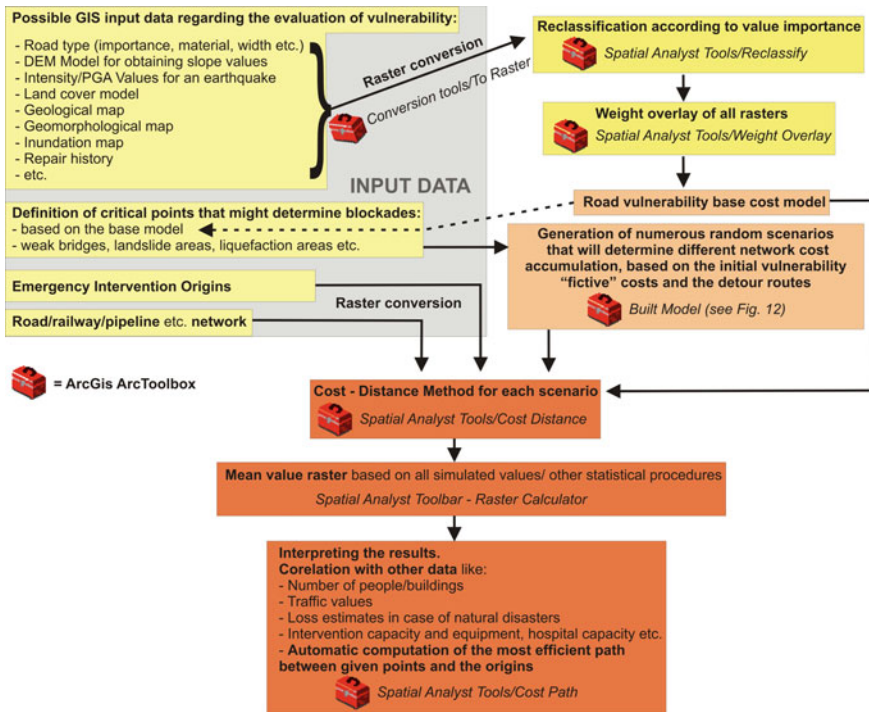 Possible GIS input data regarding the evaluation of vulnerability:
- Road type (importance, material, width etc.)
- DEM Model for obtaining slope values
- Intensity/PGA Values for an earthquake
- Land cover model
- Geological map
- Geomorphological map
- Inundation map
- Repair history
- etc.
Raster conversion
Conversion tools/To Raster
Reclassification according to value importance
Spatial Analyst Tools/Reclassify
Weight overlay of all rasters
Spatial Analyst Tools/Weight Overlay
INPUT DATA
Road vulnerability base cost model
Definition of critical points that might determine blockades:
- based on the base model
- weak bridges, landslide areas, liquefaction areas etc.
Generation of numerous random scenarios
that will determine different network cost
accumulation, based on the initial vulnerability
“fictive” costs and the detour routes
Built Model (see Fig. 12)
Emergency Intervention Origins
Raster conversion
Road/railway/pipeline etc. network
= ArcGis ArcToolbox
Cost - Distance Method for each scenario
Spatial Analyst Tools/Cost Distance
Mean value raster based on all simulated values/ other statistical procedures
Spatial Analyst Toolbar - Raster Calculator
Interpreting the results.
Corelation with other data like:
- Number of people/buildings
- Traffic values
- Loss estimates in case of natural disasters
- Intervention capacity and equipment, hospital capacity etc.
- Automatic computation of the most efficient path
between given points and the origins
Spatial Analyst Tools/Cost Path